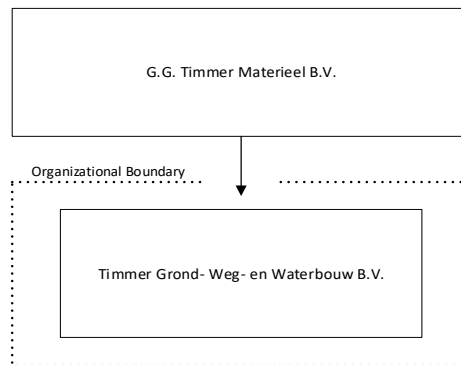 G.G. Timmer Materieel B.V.
Organizational Boundary
Timmer Grond- Weg- en Waterbouw B.V.